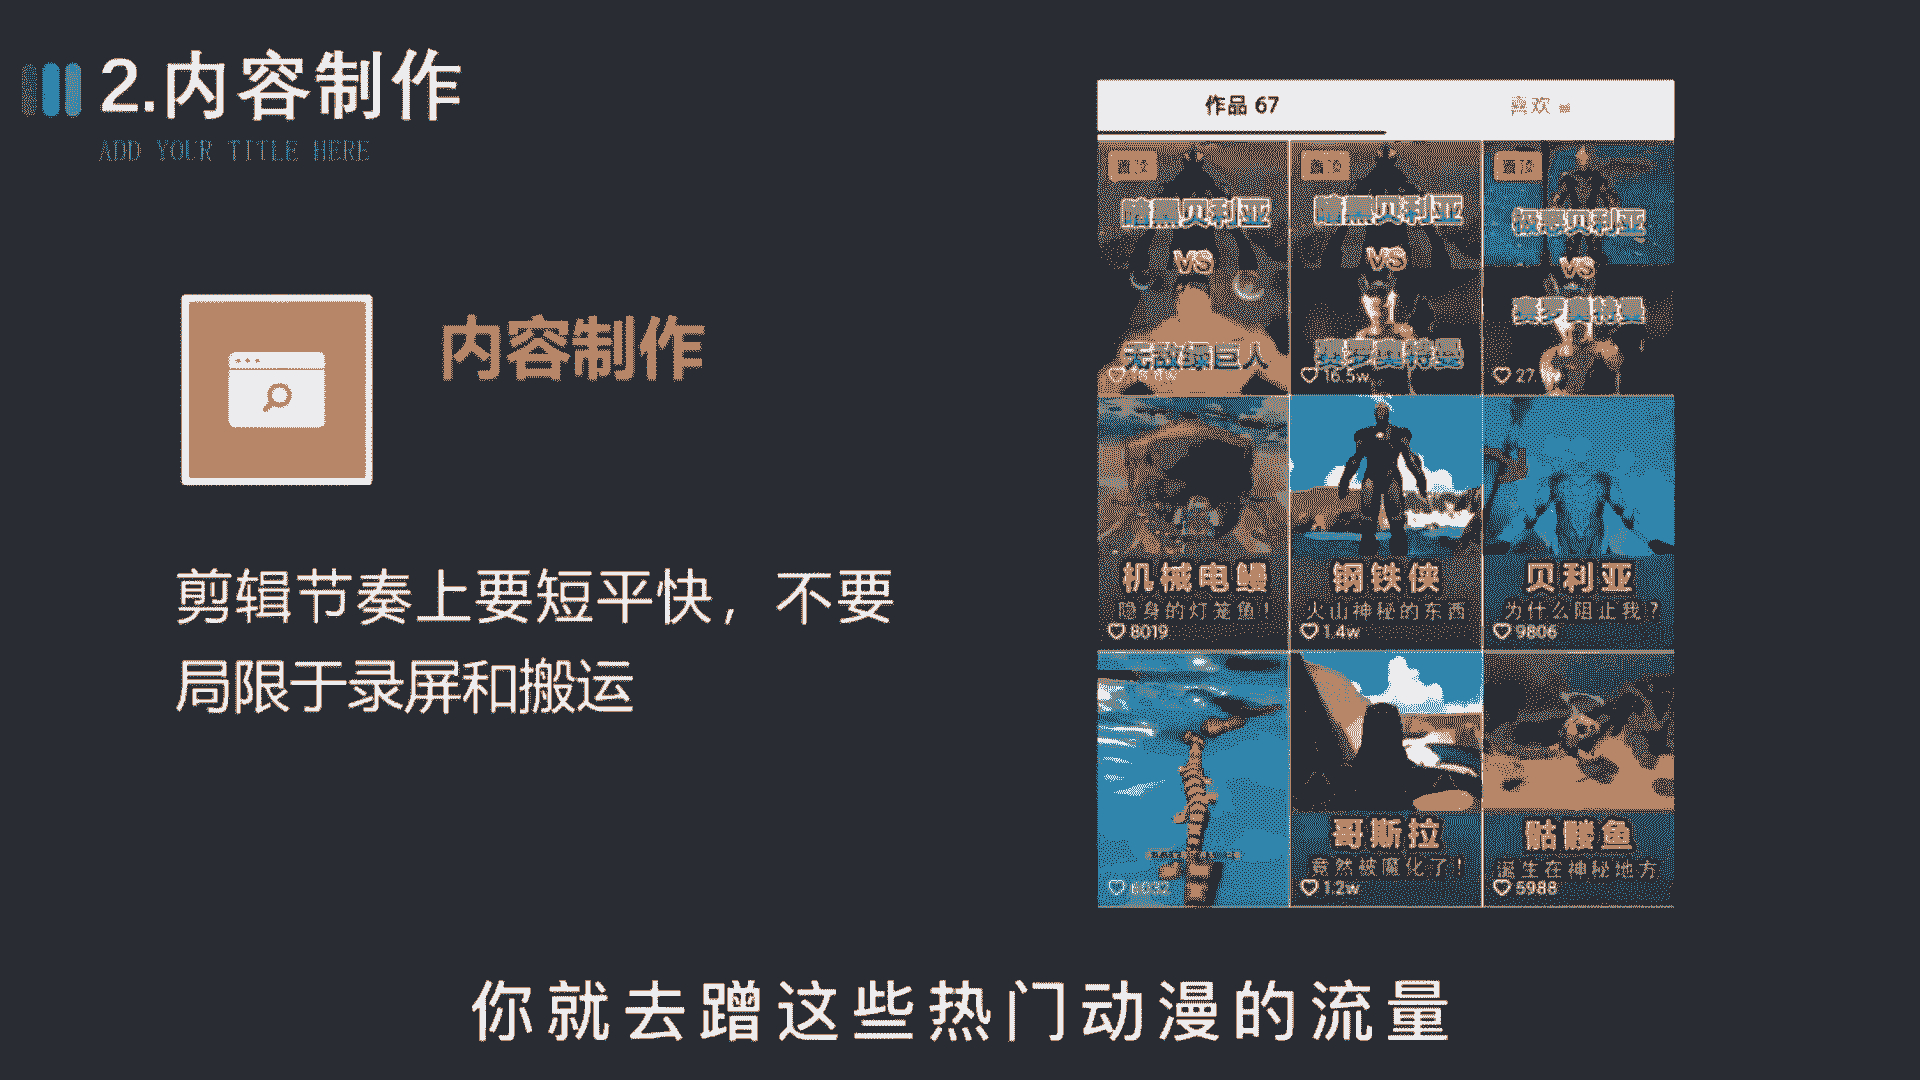 2.内容制作
ADD YOUR TITLE HERE
内容制作
剪辑节奏上要短平快，不要
局限于录屏和搬运
作品 67
喜欢
置顶
暗黑贝利亚
VS
无敌绿巨人
置顶
暗黑贝利亚
VS
赛罗奥特曼
16.5w
置顶
极恶贝利亚
VS
赛罗奥特曼
27.
机械电鳗
隐身的灯笼鱼！
8019
钢铁侠
火山神秘的东西
1.4w
贝利亚
为什么阻止我？
9806
6032
哥斯拉
竟然被魔化了！
1.2w
骷髅鱼
诞生在神秘地方
5988
你就去蹭这些热门动漫的流量